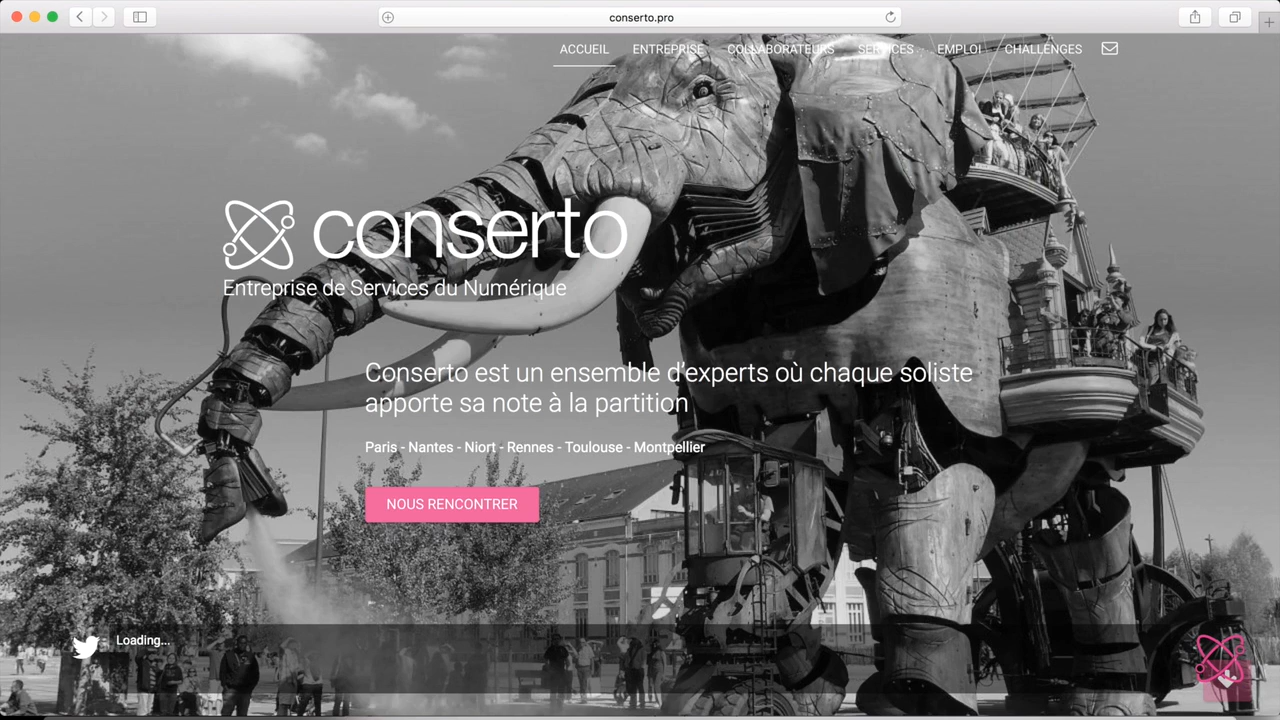 conserto.pro
ACCUEIL ENTREPRISE COLLABORATEURS SERVICES EMPLOI CHALLENGES
conserto
Entreprise de Services du Numérique
Conserto est un ensemble d'experts où chaque soliste
apporte sa note à la partition
Paris - Nantes - Niort - Rennes - Toulouse - Montpellier
NOUS RENCONTRER
Loading...